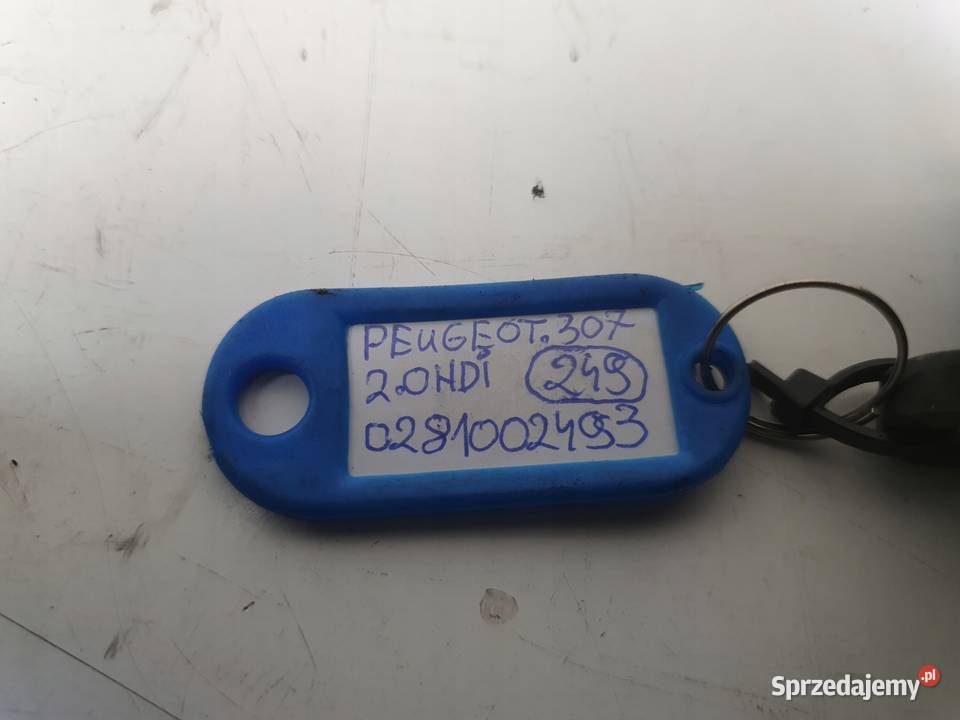 PEUGEOT.307
2.0HDi 249
0281002493
Sprzedajemy.pl